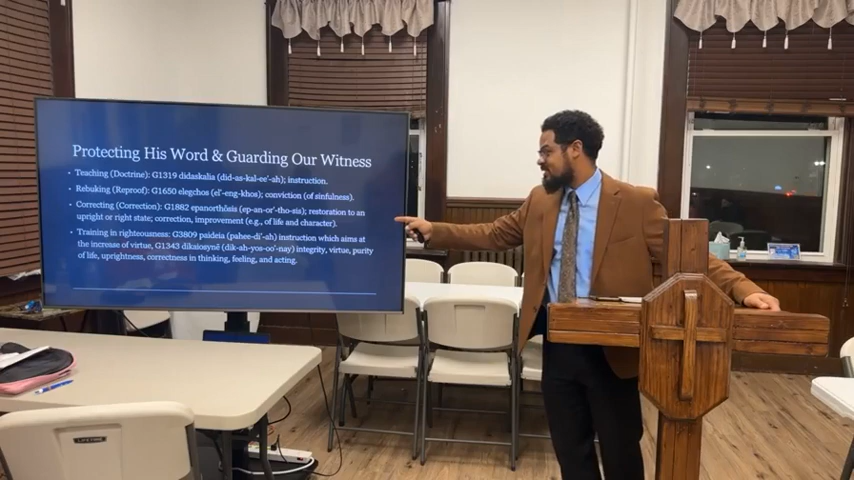 Protecting His Word & Guarding Our Witness
• Teaching (Doctrine): G1319 didaskalia (did-as-kal-ee'-ah); instruction.
• Rebuking (Reproof): G1650 elegchos (el'-eng-khos); conviction (of sinfulness).
• Correcting (Correction): G1882 epanorthōsis (ep-an-or'-tho-sis); restoration to an
upright or right state; correction, improvement (e.g., of life and character).
• Training in righteousness: G3809 paideia (pahee-di'-ah) instruction which aims at
the increase of virtue, G1343 dikaiosynē (dik-ah-yos-oo'-nay) integrity, virtue, purity
of life, uprightness, correctness in thinking, feeling, and acting.
LIFETIME